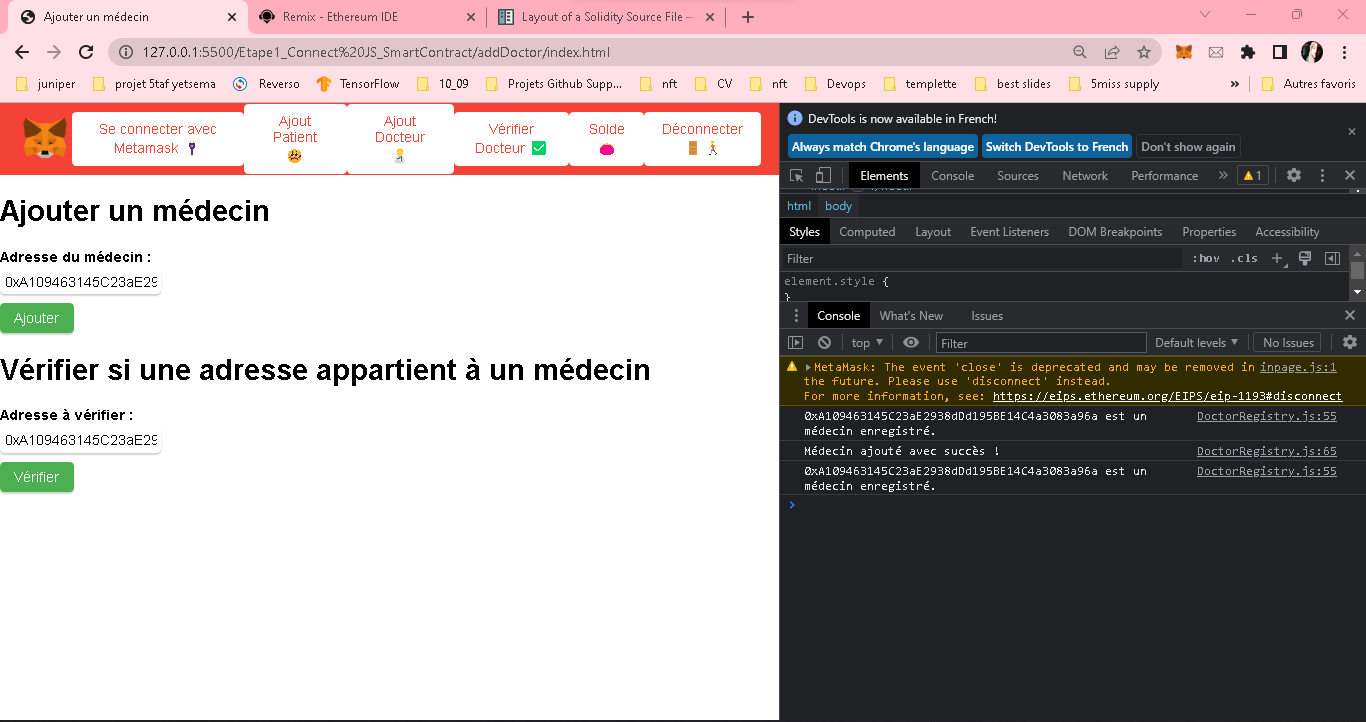 Ajouter un médecin
Remix - Ethereum IDE
Layout of a Solidity Source File —
127.0.0.1:5500/Etape1_Connect%20JS_SmartContract/addDoctor/index.html
juniper
projet 5taf yetsema
Reverso
TensorFlow
10_09
Projets Github Supp...
nft
CV
nft
Devops
templette
best slides
5miss supply
»
Autres favoris
Se connecter avec
Metamask
Ajout
Patient
Ajout
Docteur
Vérifier
Docteur
Solde
Déconnecter
Ajouter un médecin
Adresse du médecin :
0xA109463145C23aE29
Ajouter
Vérifier si une adresse appartient à un médecin
Adresse à vérifier :
0xA109463145C23aE29
Vérifier
DevTools is now available in French!
Always match Chrome's language
Switch DevTools to French
Don't show again
Elements
Console
Sources
Network
Performance
»
1
html
body
Styles
Computed
Layout
Event Listeners
DOM Breakpoints
Properties
Accessibility
Filter
:hov
.cls
element.style {
}
Console
What's New
Issues
top
Filter
Default levels
No Issues
MetaMask: The event 'close' is deprecated and may be removed in inpage.js:1
the future. Please use 'disconnect' instead.
For more information, see: https://eips.ethereum.org/EIPS/eip-1193#disconnect
0xA109463145C23aE2938dDd195BE14C4a3083a96a est un DoctorRegistry.js:55
médecin enregistré.
Médecin ajouté avec succès ! DoctorRegistry.js:65
0xA109463145C23aE2938dDd195BE14C4a3083a96a est un DoctorRegistry.js:55
médecin enregistré.